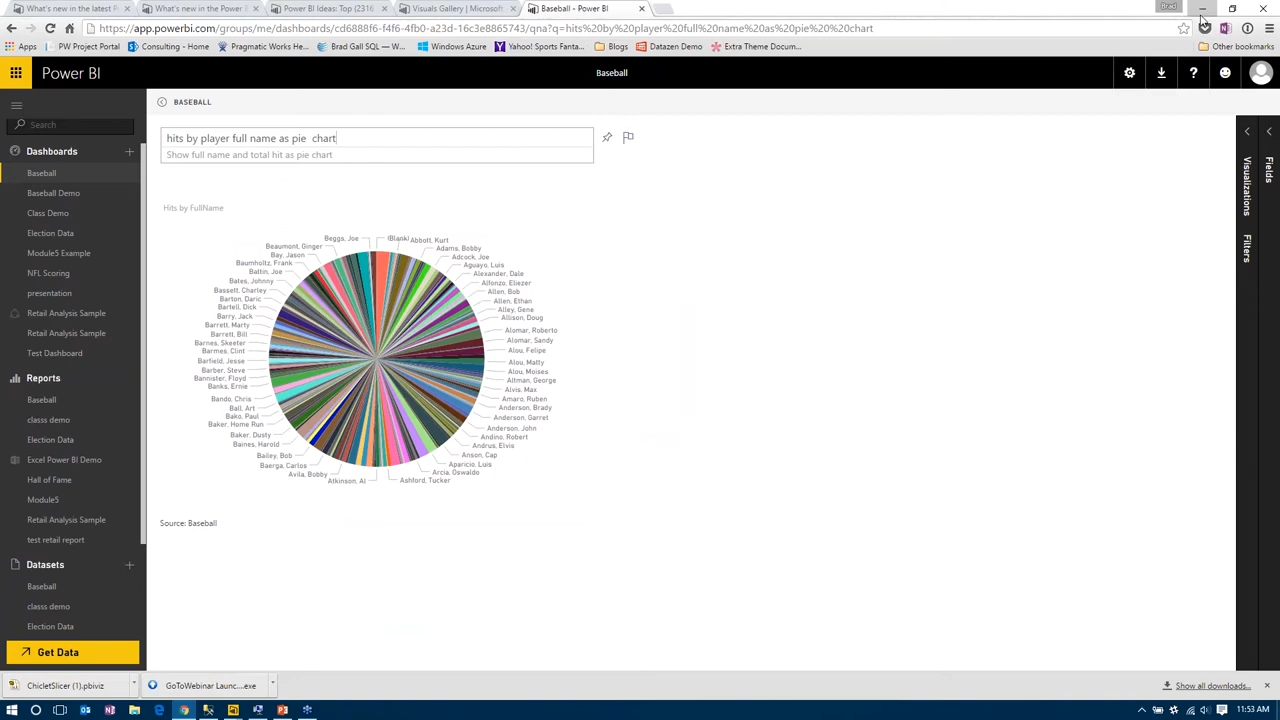 What's new in the latest P
What's new in the Power B
Power BI Ideas: Top (2316
Visuals Gallery | Microsoft
Baseball - Power BI
Brad
https://app.powerbi.com/groups/me/dashboards/cd6888f6-f4f6-4fb0-a23d-16c3e8865743/qna?q=hits%20by%20player%20full%20name%20as%20pie%20%20chart
Apps
PW Project Portal
Consulting - Home
Pragmatic Works He...
Brad Gall SQL — W...
Windows Azure
Yahoo! Sports Fanta...
Blog
Datazen Demo
Extra Theme Docum...
Other bookmarks
Power BI
Baseball
Search
Dashboards
Baseball
Baseball Demo
Class Demo
Election Data
Module5 Example
NFL Scoring
presentation
Retail Analysis Sample
Retail Analysis Sample
Test Dashboard
Reports
Baseball
classs demo
Election Data
Excel Power BI Demo
Hall of Fame
Module5
Retail Analysis Sample
test retail report
Datasets
Baseball
classs demo
Election Data
Get Data
BASEBALL
hits by player full name as pie  chart
Show full name and total hit as pie chart
Hits by FullName
Beggs, Joe
(Blank)
Abbott, Kurt
Beaumont, Ginger
Adams, Bobby
Bay, Jason
Adcock, Joe
Baumholtz, Frank
Aguayo, Luis
Battin, Joe
Alexander, Dale
Bates, Johnny
Alfonzo, Eliezer
Bassett, Charley
Allen, Bob
Barton, Daric
Allen, Ethan
Bartell, Dick
Alley, Gene
Barry, Jack
Allison, Doug
Barrett, Marty
Alomar, Roberto
Barrett, Bill
Alomar, Sandy
Barnes, Skeeter
Alou, Felipe
Barmes, Clint
Alou, Matty
Barfield, Jesse
Alou, Moises
Barber, Steve
Altman, George
Bannister, Floyd
Alvis, Max
Banks, Ernie
Amaro, Ruben
Bando, Chris
Anderson, Brady
Ball, Art
Anderson, Garret
Bako, Paul
Anderson, John
Baker, Home Run
Andino, Robert
Baker, Dusty
Andrus, Elvis
Baines, Harold
Anson, Cap
Bailey, Bob
Aparicio, Luis
Baerga, Carlos
Arcia, Oswaldo
Avila, Bobby
Ashford, Tucker
Atkinson, Al
Source: Baseball
Visualizations
Filters
Fields
ChicletSlicer (1).pbiviz
GoToWebinar Launc....exe
Show all downloads...
11:53 AM